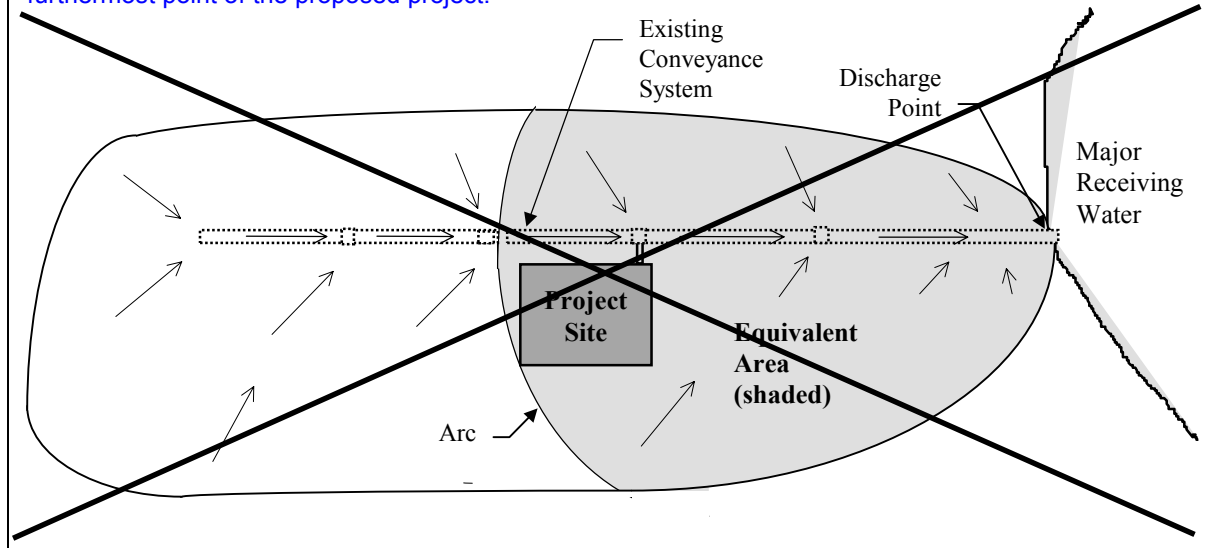 furthermost point of the proposed project.
Existing
Conveyance
System
Discharge
Point
Major
Receiving
Water
Project
Site
Equivalent
Area
(shaded)
Arc